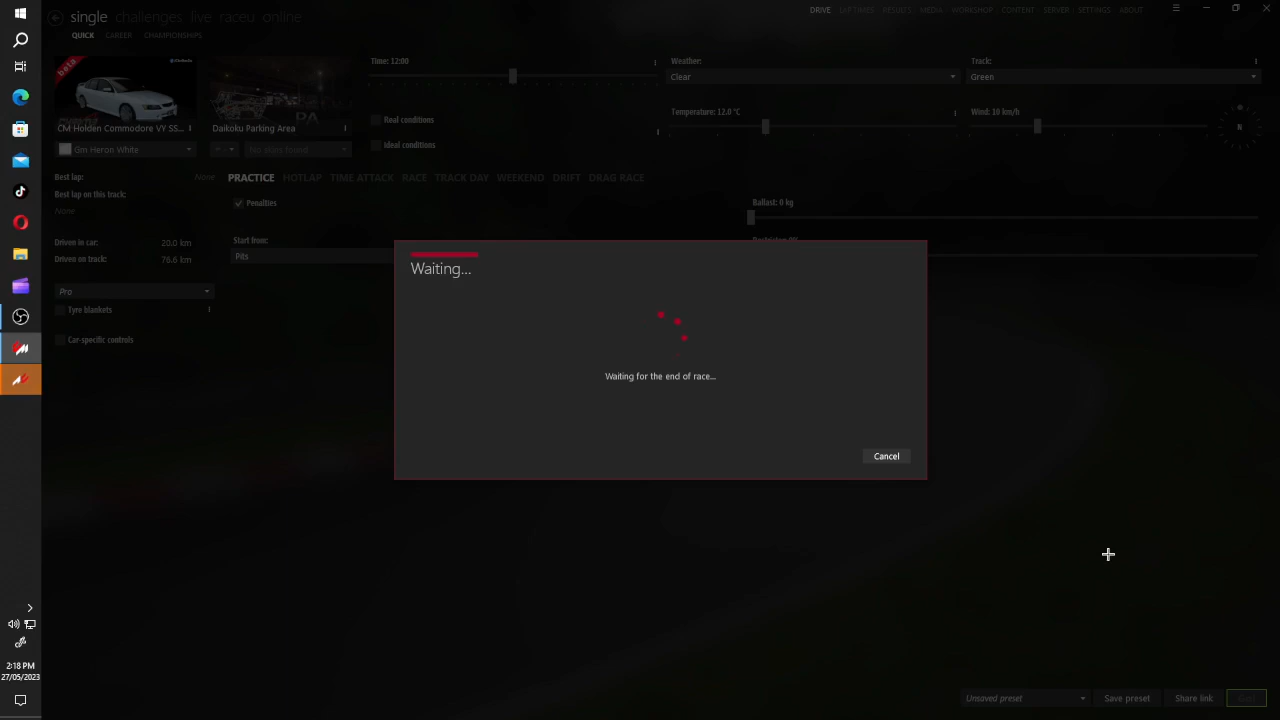 single challenges live raceu online
DRIVE LAPTIMES RESULTS MEDIA WORKSHOP CONTENT SERVER SETTINGS ABOUT
QUICK CAREER CHAMPIONSHIPS
beta
CM Holden Commodore VY SS...
Daikoku Parking Area
Time: 12:00
Weather:
Clear
Track:
Green
Temperature: 12.0 °C
Wind: 10 km/h
N
Real conditions
Ideal conditions
Gm Heron White
No skins found
Best lap: None
Best lap on this track:
None
PRACTICE HOTLAP TIME ATTACK RACE TRACK DAY WEEKEND DRIFT DRAG RACE
Penalties
Ballast: 0 kg
Start from:
Pits
Driven in car: 20.0 km
Driven on track: 76.6 km
Pro
Tyre blankets
Car-specific controls
Waiting...
Waiting for the end of race...
Cancel
2:18 PM
27/05/2023
Unsaved preset
Save preset
Share link